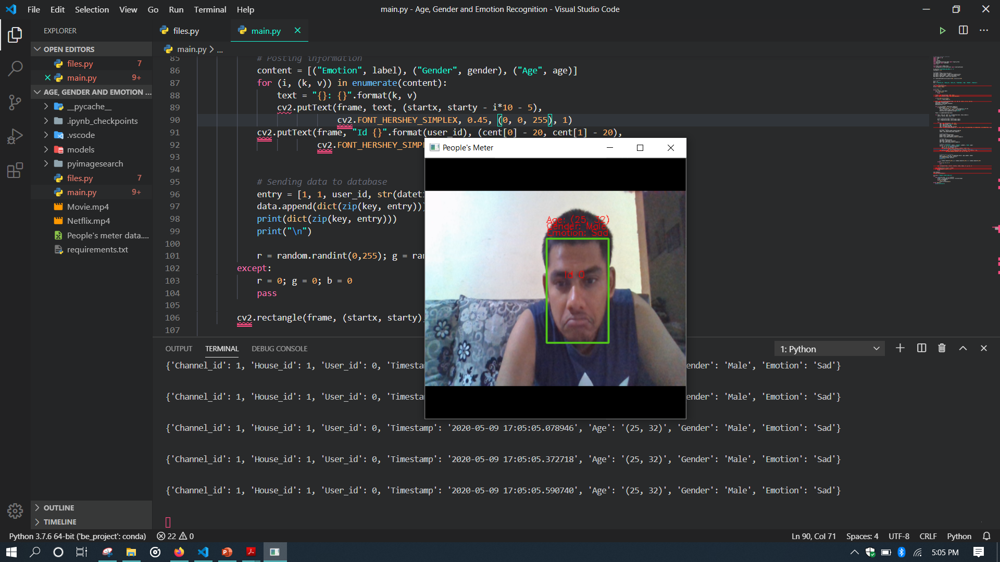 File Edit Selection View Go Run Terminal Help
main.py - Age, Gender and Emotion Recognition - Visual Studio Code
EXPLORER
files.py
main.py
OPEN EDITORS
files.py 7
main.py 9+
AGE, GENDER AND EMOTION ...
__pycache__
.ipynb_checkpoints
.vscode
models
pyimagesearch
files.py 7
main.py 9+
Movie.mp4
Netflix.mp4
People's meter data....
requirements.txt
OUTLINE
TIMELINE
main.py > ...
85 # Posting information
86 content = [("Emotion", label), ("Gender", gender), ("Age", age)]
87 for (i, (k, v)) in enumerate(content):
88 text = "{}: {}".format(k, v)
89 cv2.putText(frame, text, (startx, starty - i*10 - 5),
90 cv2.FONT_HERSHEY_SIMPLEX, 0.45, (0, 0, 255), 1)
91 cv2.putText(frame, "Id {}".format(user_id), (cent[0] - 20, cent[1] - 20),
92 cv2.FONT_HERSHEY_SIMP
93
94
95 # Sending data to database
96 entry = [1, 1, user_id, str(dateti
97 data.append(dict(zip(key, entry)))
98 print(dict(zip(key, entry)))
99 print("\n")
100
101 r = random.randint(0,255); g = ra
102 except:
103 r = 0; g = 0; b = 0
104 pass
105
106 cv2.rectangle(frame, (startx, starty)
107
People's Meter
Age: (25, 32)
Gender: Male
Emotion: Sad
Id 0
OUTPUT TERMINAL DEBUG CONSOLE
1: Python
{'Channel_id': 1, 'House_id': 1, 'User_id': 0, 'Timesta ender': 'Male', 'Emotion': 'Sad'}
{'Channel_id': 1, 'House_id': 1, 'User_id': 0, 'Timesta ender': 'Male', 'Emotion': 'Sad'}
{'Channel_id': 1, 'House_id': 1, 'User_id': 0, 'Timestamp': '2020-05-09 17:05:05.078946', 'Age': '(25, 32)', 'Gender': 'Male', 'Emotion': 'Sad'}
{'Channel_id': 1, 'House_id': 1, 'User_id': 0, 'Timestamp': '2020-05-09 17:05:05.372718', 'Age': '(25, 32)', 'Gender': 'Male', 'Emotion': 'Sad'}
{'Channel_id': 1, 'House_id': 1, 'User_id': 0, 'Timestamp': '2020-05-09 17:05:05.590740', 'Age': '(25, 32)', 'Gender': 'Male', 'Emotion': 'Sad'}
Python 3.7.6 64-bit ('be_project': conda) 22 0
Ln 90, Col 71 Spaces: 4 UTF-8 CRLF Python
5:05 PM